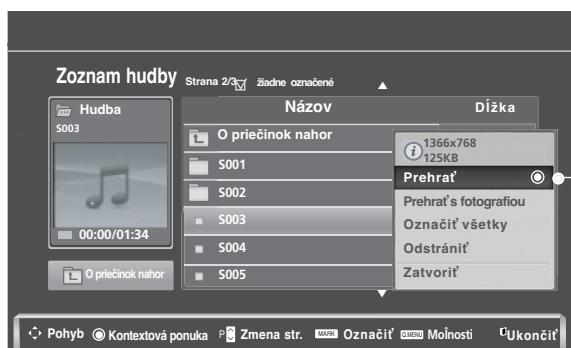 Zoznam hudby Strana 2/3 žiadne označené
Hudba
S003
00:00/01:34
O priečinok nahor
Názov Dĺžka
O priečinok nahor
S001
S002
S003
S004
S005
1366x768
125KB
Prehrať
Prehrať s fotografiou
Označiť všetky
Odstrániť
Zatvoriť
Pohyb Kontextová ponuka P Zmena str. MARK Označiť Q.MENU Moĺnosti Ukončiť